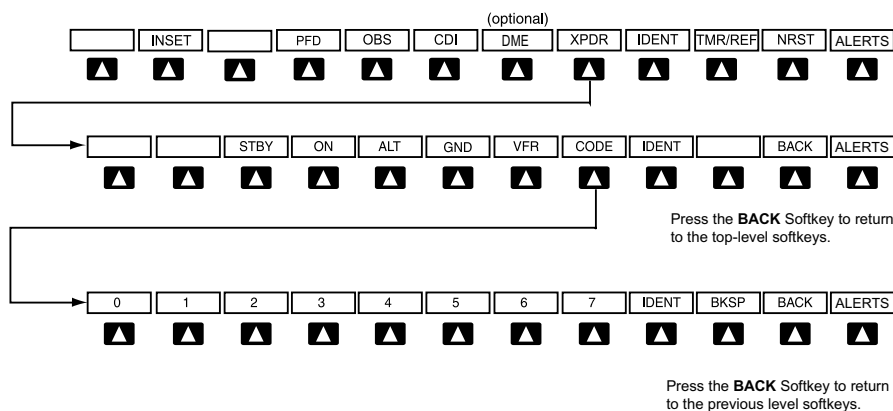 (optional)
INSET PFD OBS CDI DME XPDR IDENT TMR/REF NRST ALERTS
STBY ON ALT GND VFR CODE IDENT BACK ALERTS
Press the BACK Softkey to return
to the top-level softkeys.
0 1 2 3 4 5 6 7 IDENT BKSP BACK ALERTS
Press the BACK Softkey to return
to the previous level softkeys.